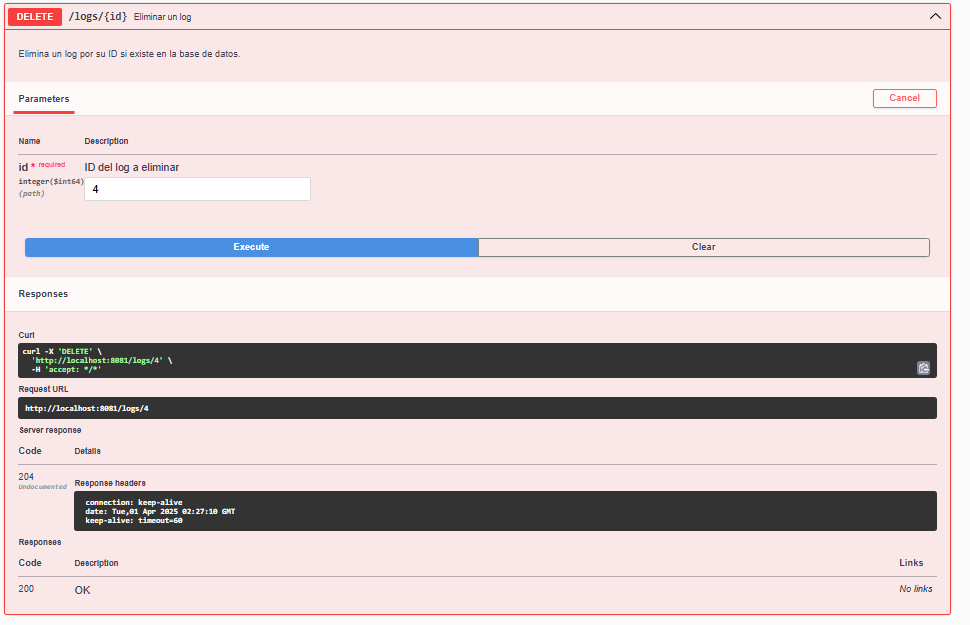 DELETE /logs/{id} Eliminar un log
Elimina un log por su ID si existe en la base de datos.
Parameters
Cancel
Name Description
id * required ID del log a eliminar
integer($int64)
(path)
4
Execute Clear
Responses
Curl
curl -X 'DELETE' \
'http://localhost:8081/logs/4' \
-H 'accept: */*'
Request URL
http://localhost:8081/logs/4
Server response
Code Details
204
Undocumented
Response headers
connection: keep-alive
date: Tue,01 Apr 2025 02:27:10 GMT
keep-alive: timeout=60
Responses
Code Description Links
200 OK No links